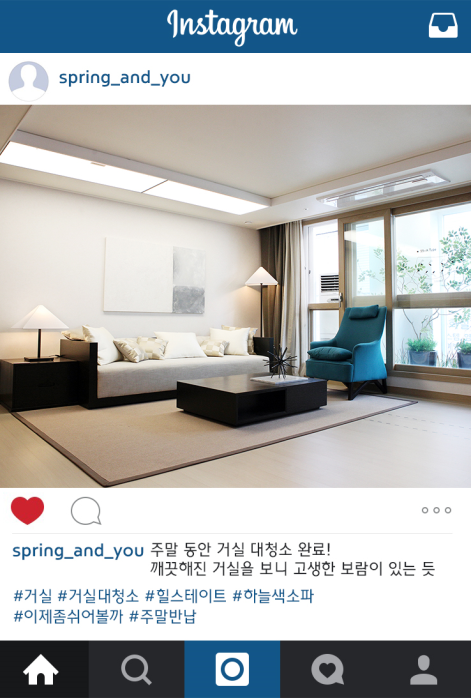 Instagram
spring_and_you
spring_and_you 주말 동안 거실 대청소 완료!
깨끗해진 거실을 보니 고생한 보람이 있는 듯
#거실 #거실대청소 #힐스테이트 #하늘색소파
#이제좀쉬어볼까 #주말반납